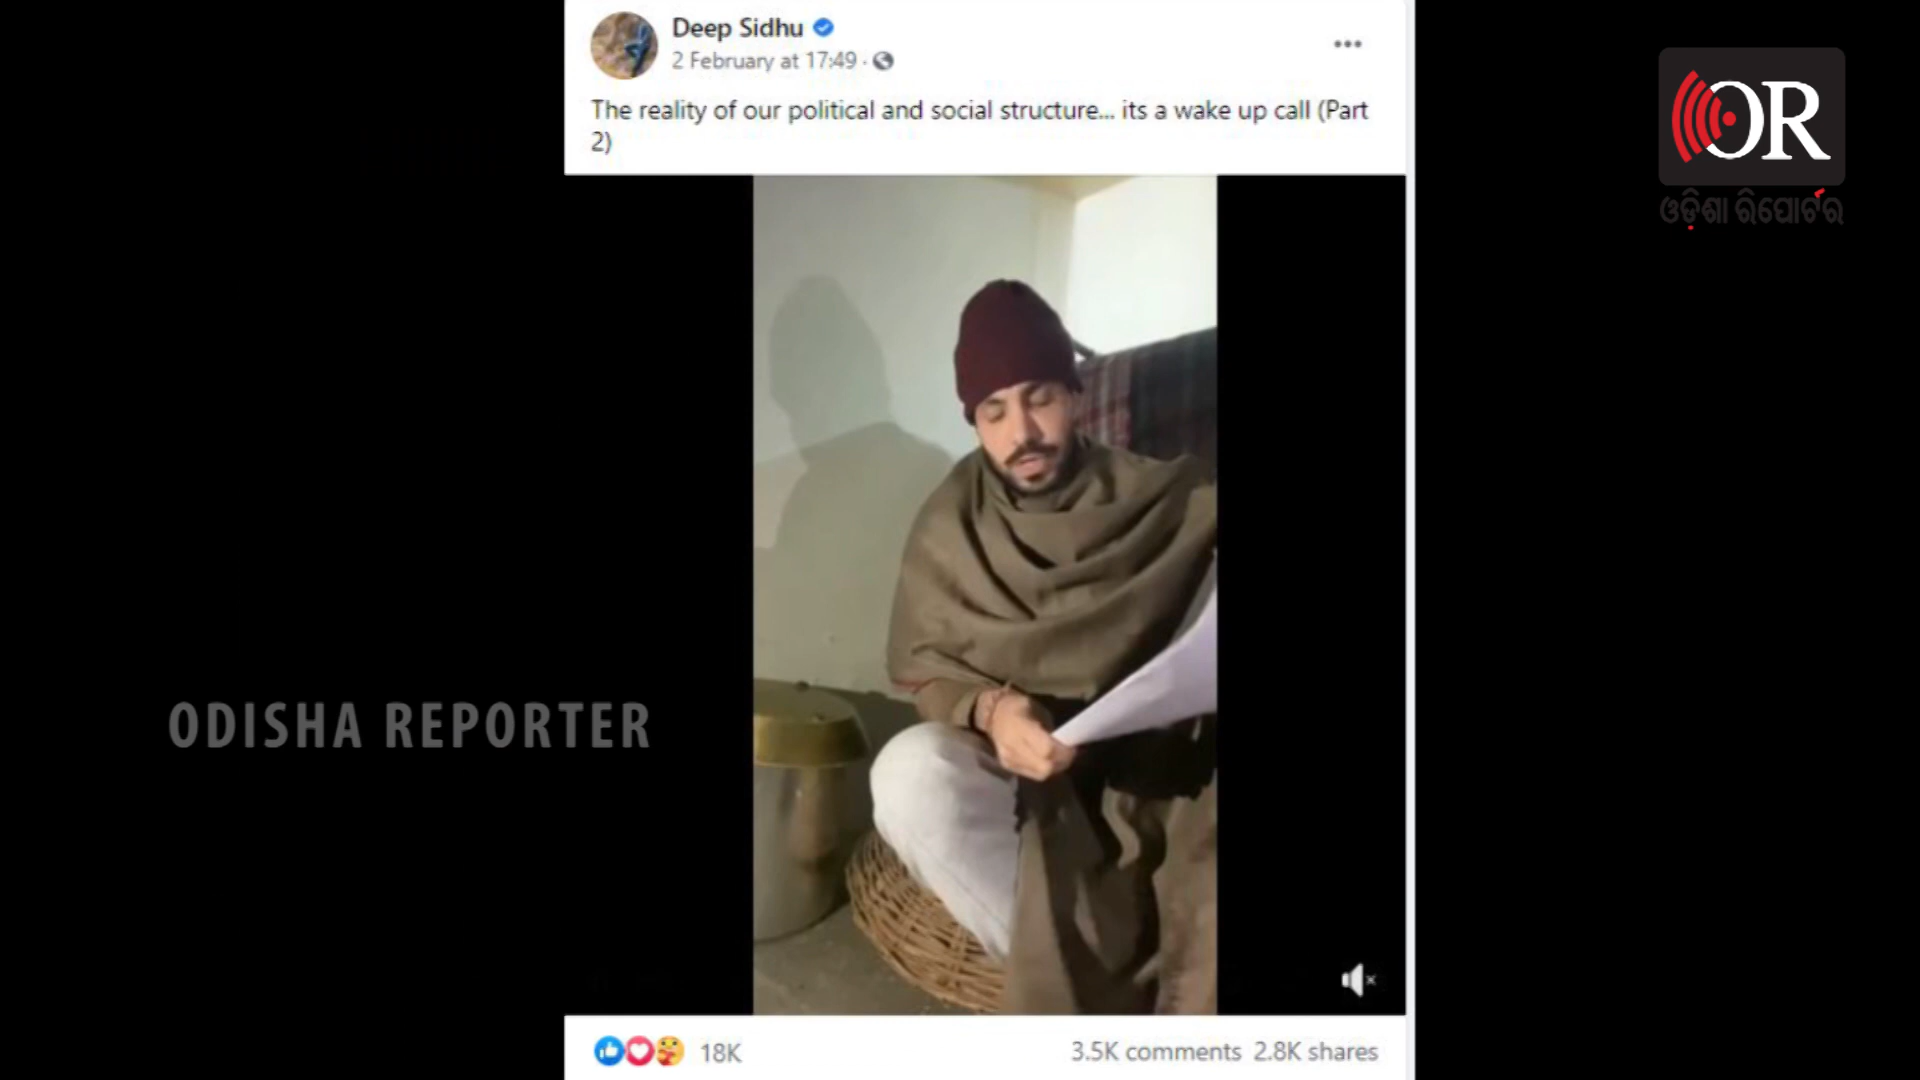 Deep Sidhu
2 February at 17:49
The reality of our political and social structure... its a wake up call (Part
2)
OR
ଓଡ଼ିଶା ରିପୋର୍ଟର
ODISHA REPORTER
18K
3.5K comments 2.8K shares